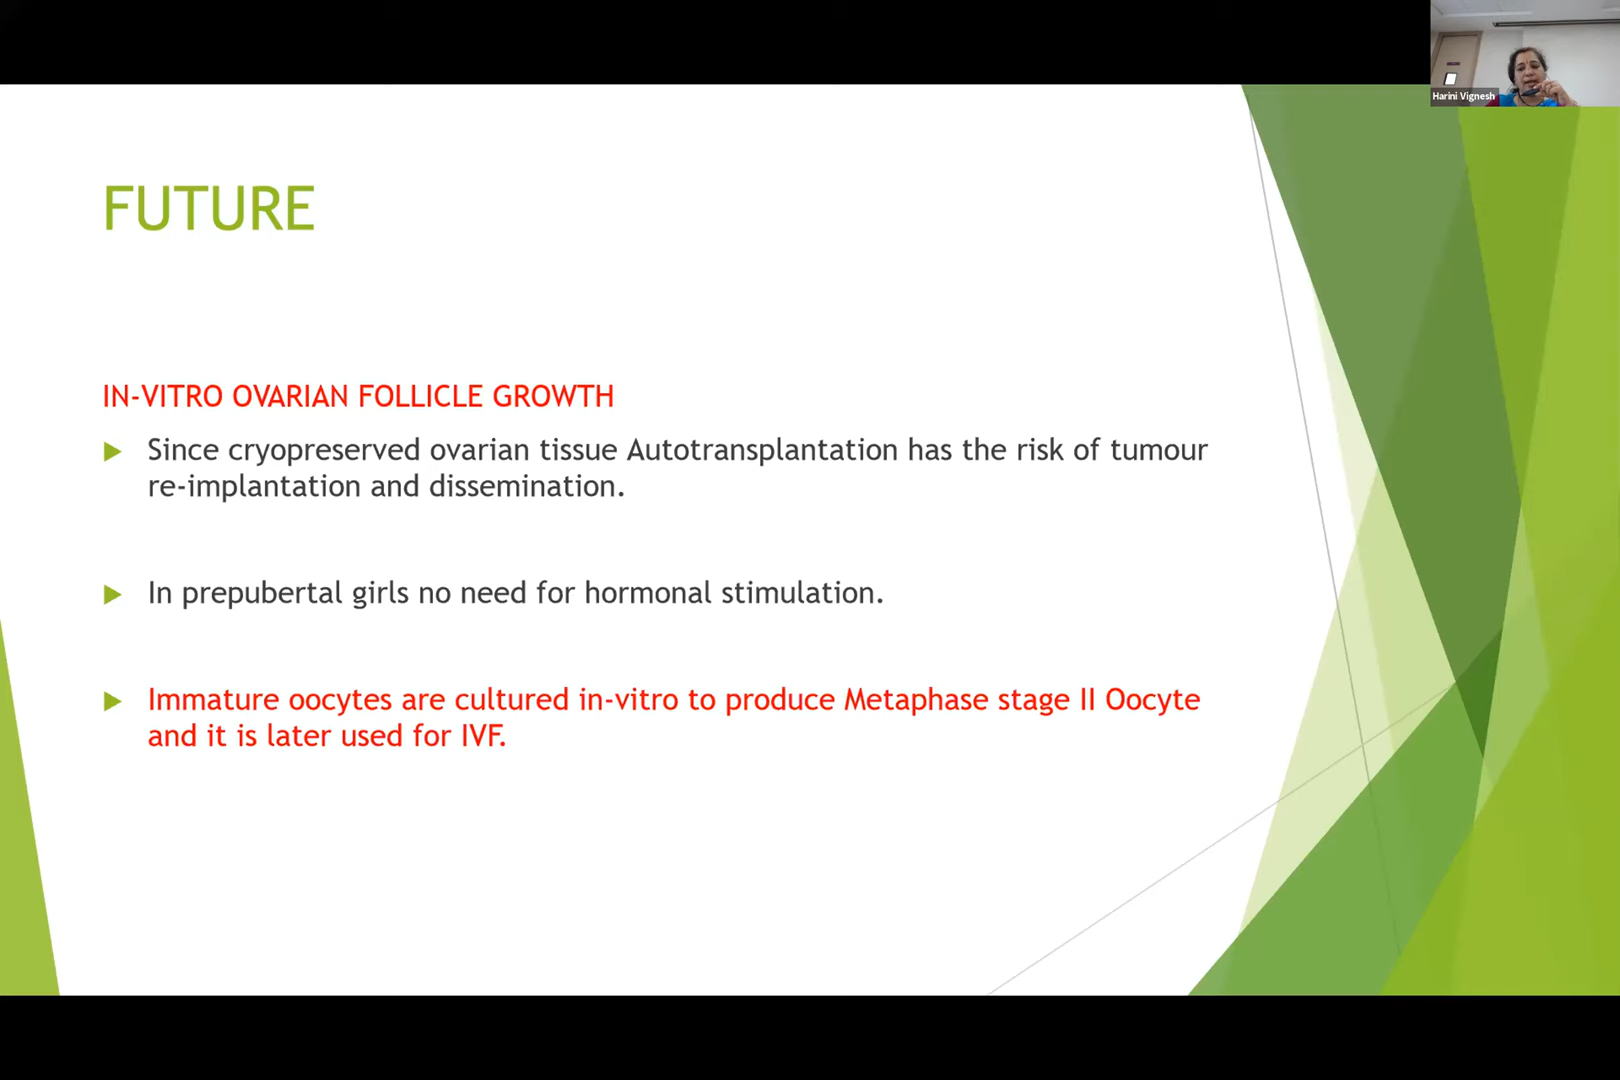 Harini Vignesh
FUTURE
IN-VITRO OVARIAN FOLLICLE GROWTH
Since cryopreserved ovarian tissue Autotransplantation has the risk of tumour
re-implantation and dissemination.
In prepubertal girls no need for hormonal stimulation.
Immature oocytes are cultured in-vitro to produce Metaphase stage II Oocyte
and it is later used for IVF.